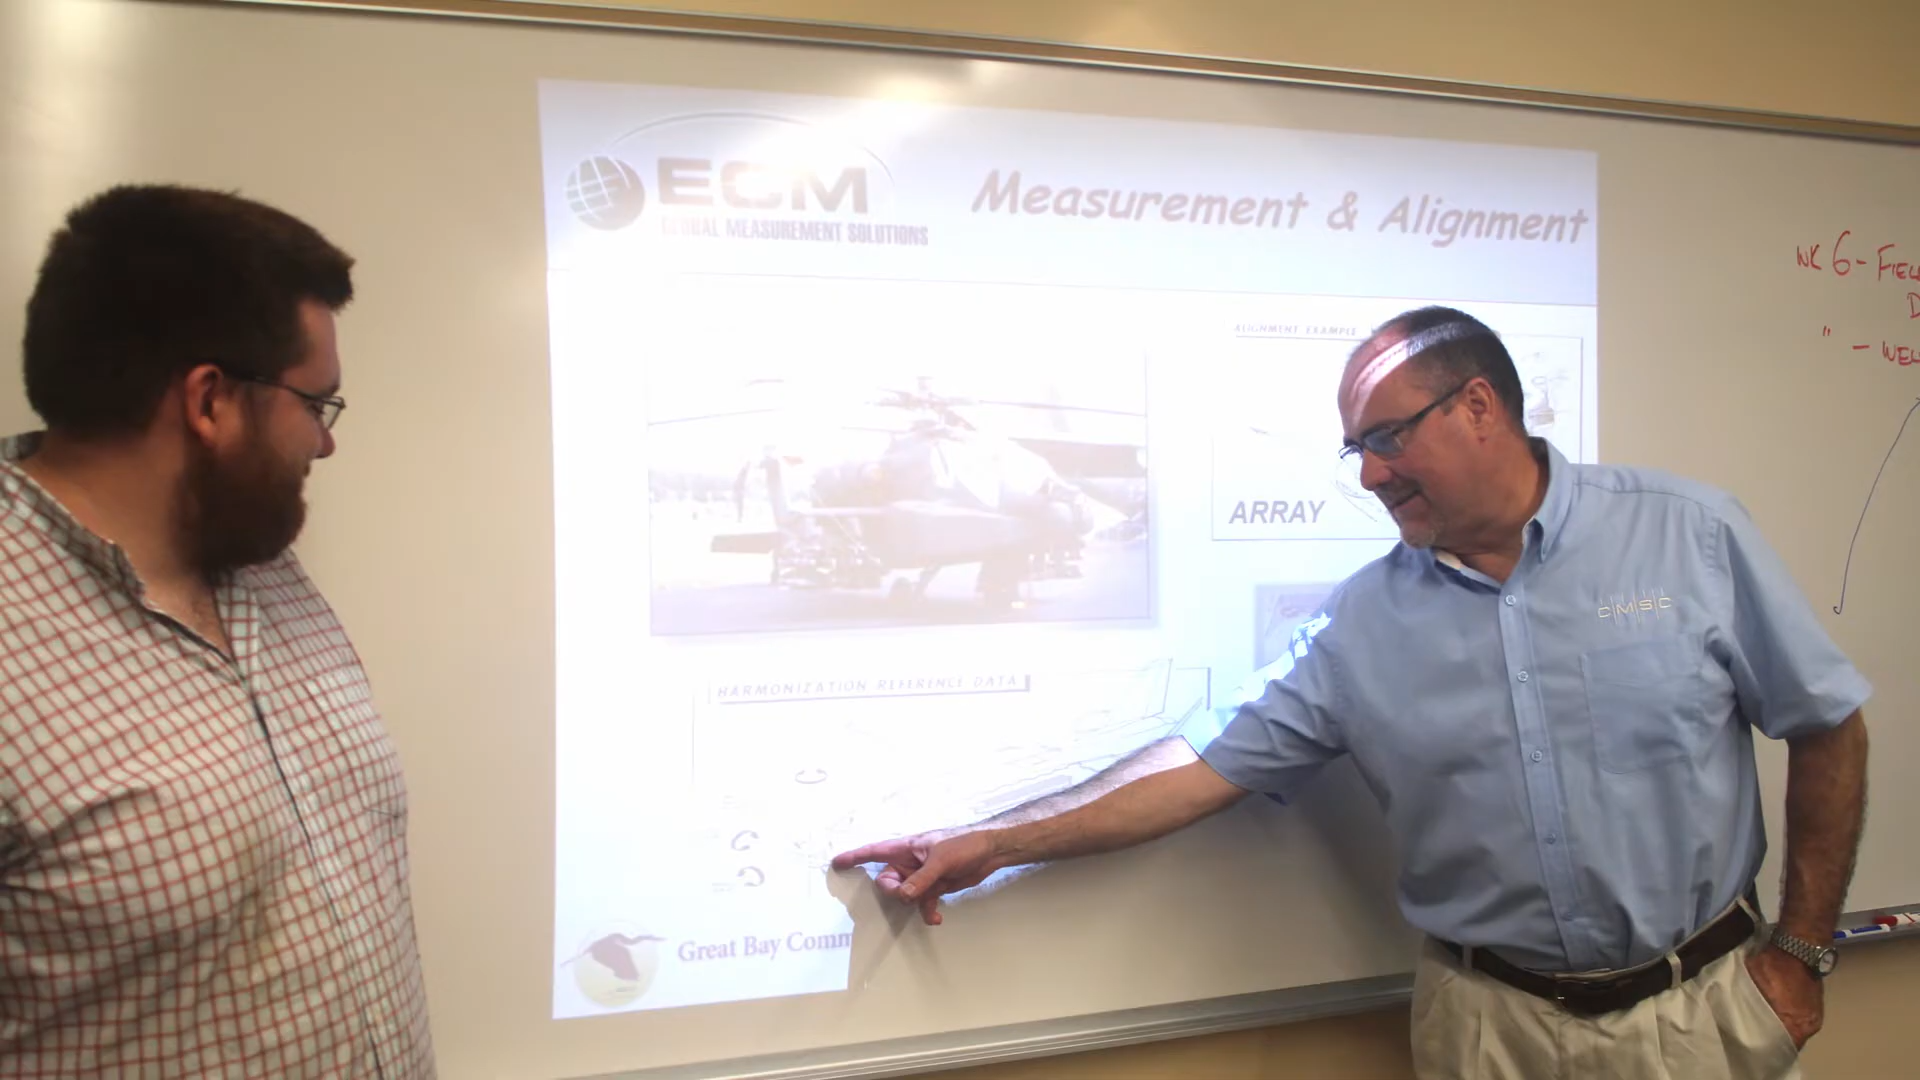 ECM
GLOBAL MEASUREMENT SOLUTIONS
Measurement & Alignment
ALIGNMENT EXAMPLE
ARRAY
HARMONIZATION REFERENCE DATA
Great Bay Comm
CMSC
WK 6 - FIEL
D
" - WEL